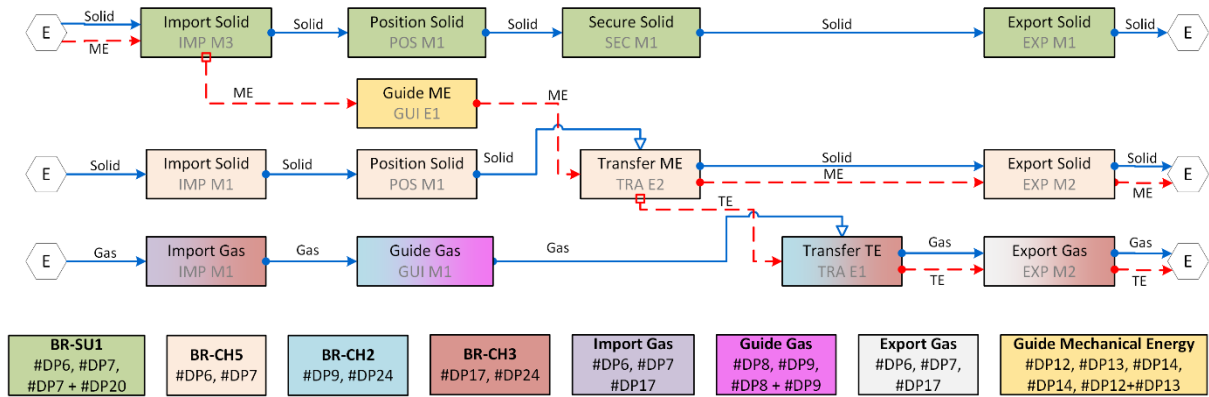 E
Solid
ME
Import Solid
IMP M3
Solid
Position Solid
POS M1
Solid
Secure Solid
SEC M1
Solid
Export Solid
EXP M1
Solid
E
ME
Guide ME
GUI E1
ME
E
Solid
Import Solid
IMP M1
Solid
Position Solid
POS M1
Solid
Transfer ME
TRA E2
Solid
ME
Export Solid
EXP M2
Solid
ME
E
TE
E
Gas
Import Gas
IMP M1
Gas
Guide Gas
GUI M1
Gas
Transfer TE
TRA E1
Gas
TE
Export Gas
EXP M2
Gas
TE
E
BR-SU1
#DP6, #DP7,
#DP7 + #DP20
BR-CH5
#DP6, #DP7
BR-CH2
#DP9, #DP24
BR-CH3
#DP17, #DP24
Import Gas
#DP6, #DP7
#DP17
Guide Gas
#DP8, #DP9,
#DP8 + #DP9
Export Gas
#DP6, #DP7,
#DP17
Guide Mechanical Energy
#DP12, #DP13, #DP14,
#DP14, #DP12+#DP13